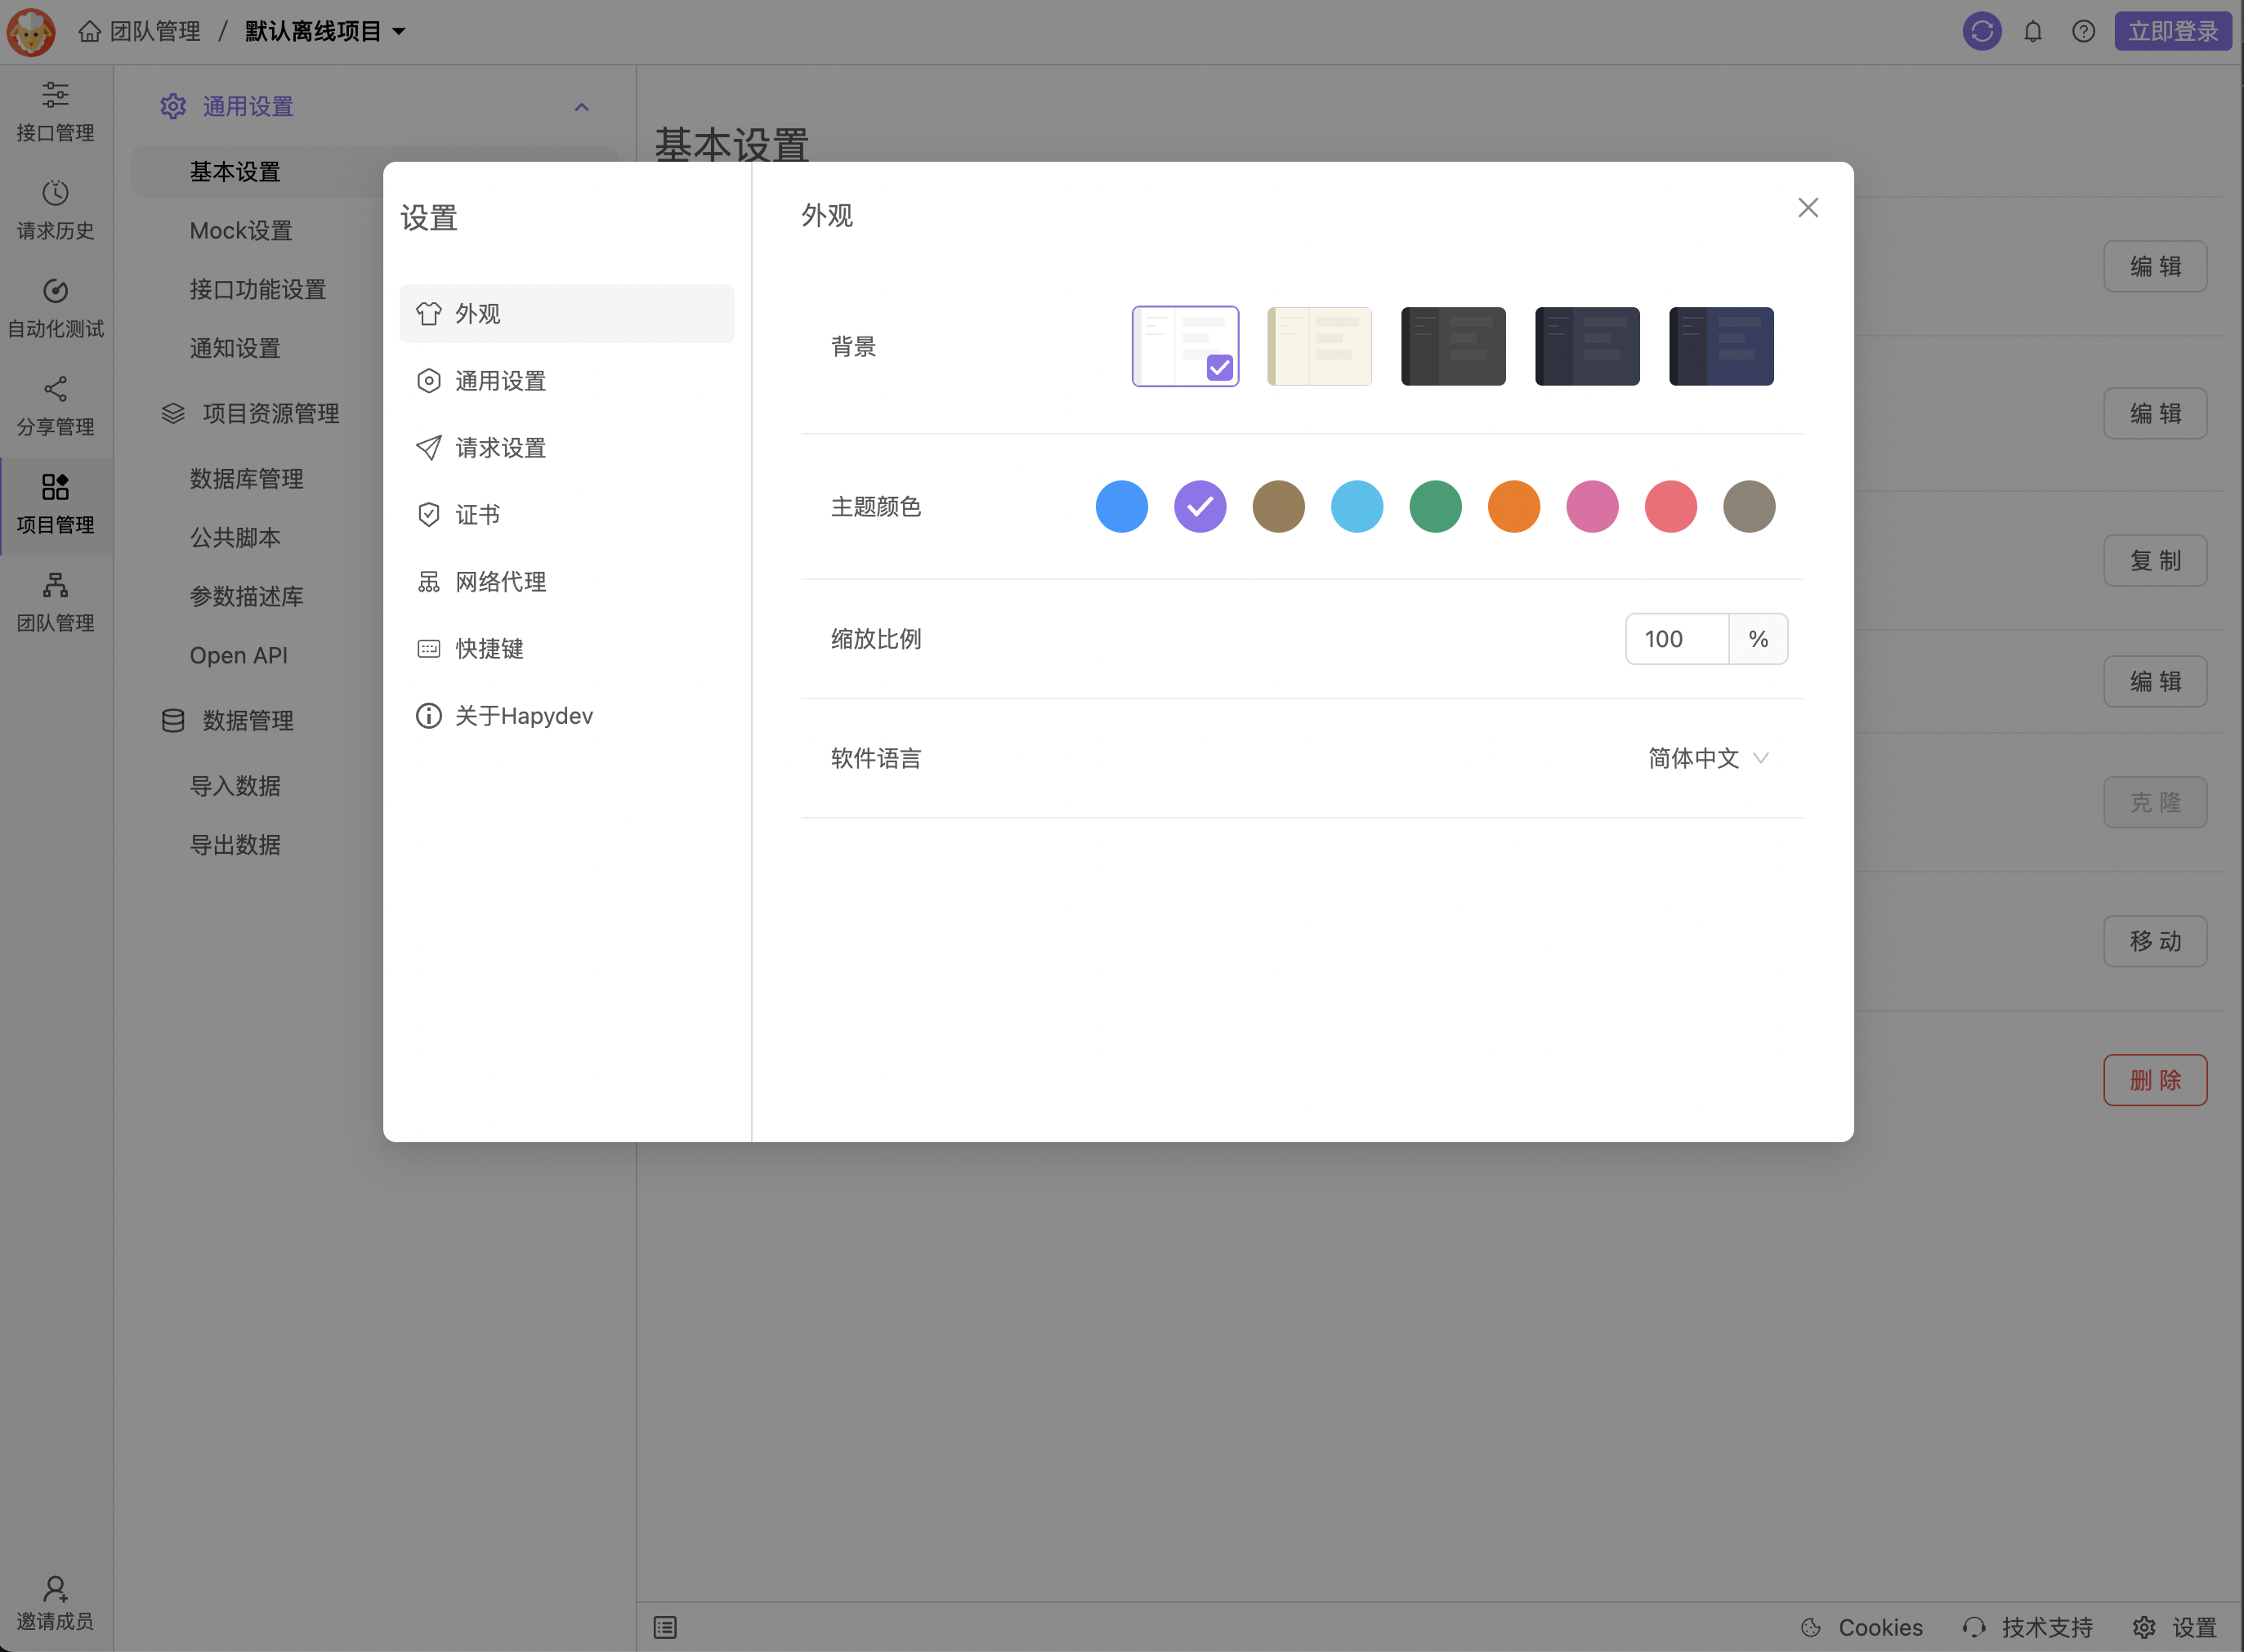 团队管理 / 默认离线项目
立即登录
接口管理
请求历史
自动化测试
分享管理
项目管理
团队管理
邀请成员
通用设置
基本设置
Mock设置
接口功能设置
通知设置
项目资源管理
数据库管理
公共脚本
参数描述库
Open API
数据管理
导入数据
导出数据
基本设置
编辑
编辑
复制
编辑
克隆
移动
删除
设置
外观
通用设置
请求设置
证书
网络代理
快捷键
关于Hapydev
外观
背景
主题颜色
缩放比例
100 %
软件语言
简体中文
Cookies
技术支持
设置